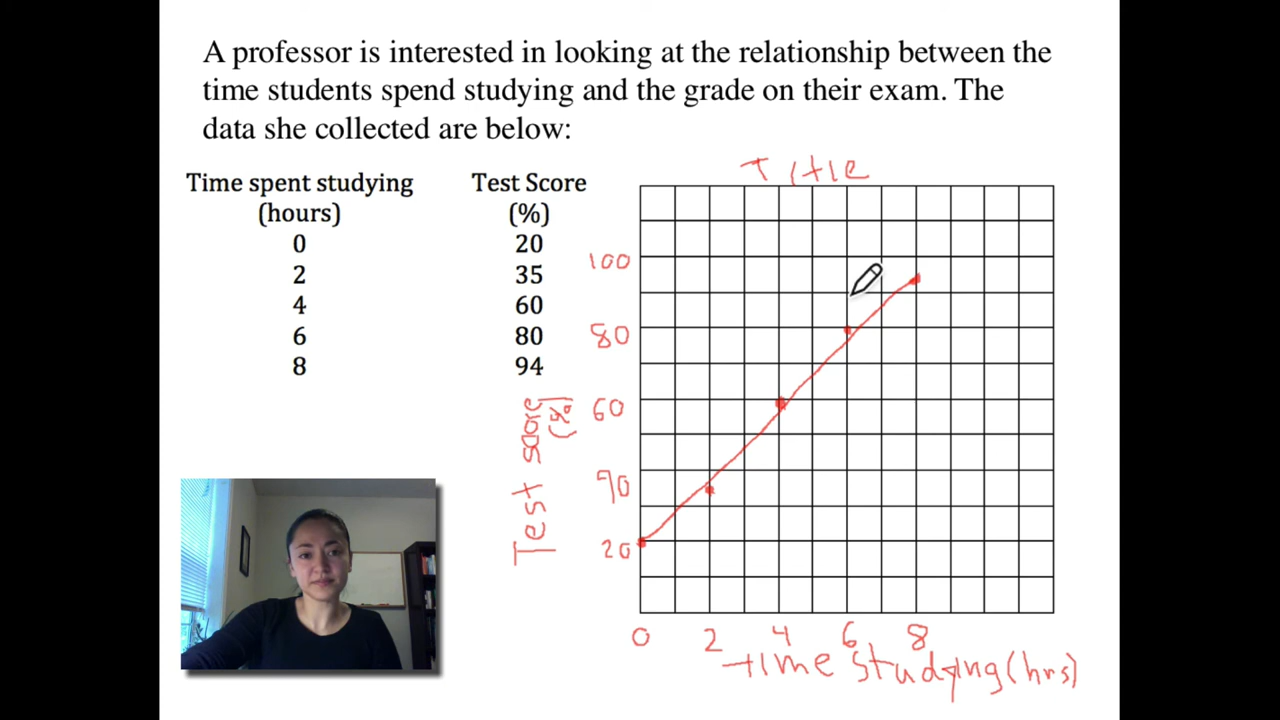 A professor is interested in looking at the relationship between the
time students spend studying and the grade on their exam. The
data she collected are below:
Time spent studying
(hours)
Test Score
(%)
0 20
2 35
4 60
6 80
8 94
Title
100
80
60
40
20
Test score
(%)
0 2 4 6 8
Time studying (hrs)